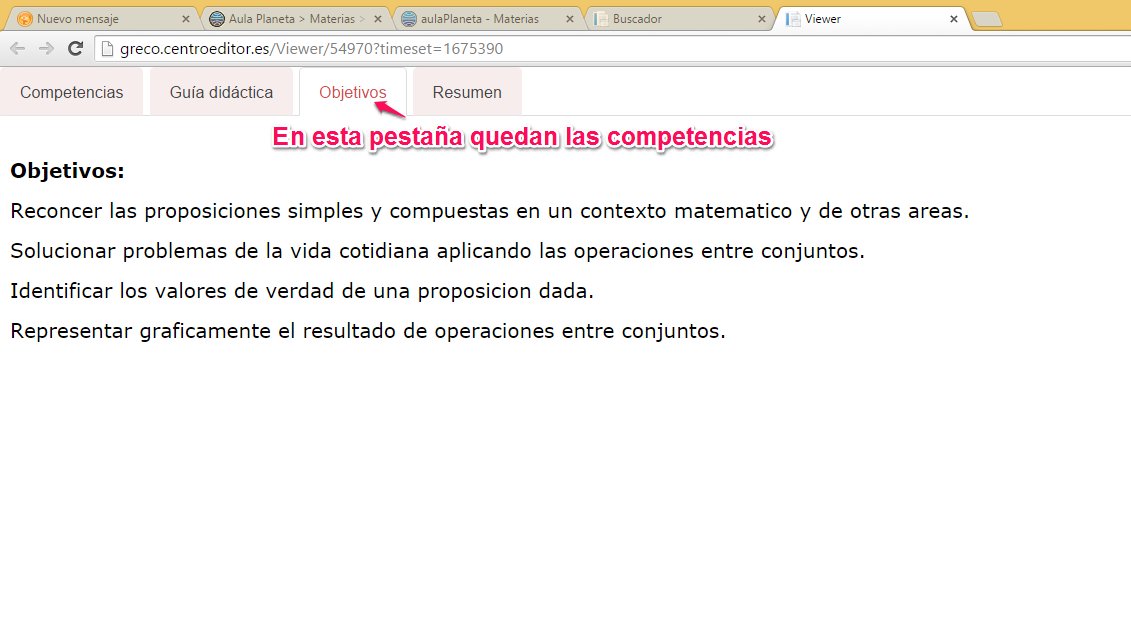 Nuevo mensaje
Aula Planeta > Materias >
aulaPlaneta - Materias
Buscador
Viewer
greco.centroeditor.es/Viewer/54970?timeset=1675390
Competencias
Guía didáctica
Objetivos
Resumen
En esta pestaña quedan las competencias
Objetivos:
Reconcer las proposiciones simples y compuestas en un contexto matematico y de otras areas.
Solucionar problemas de la vida cotidiana aplicando las operaciones entre conjuntos.
Identificar los valores de verdad de una proposicion dada.
Representar graficamente el resultado de operaciones entre conjuntos.